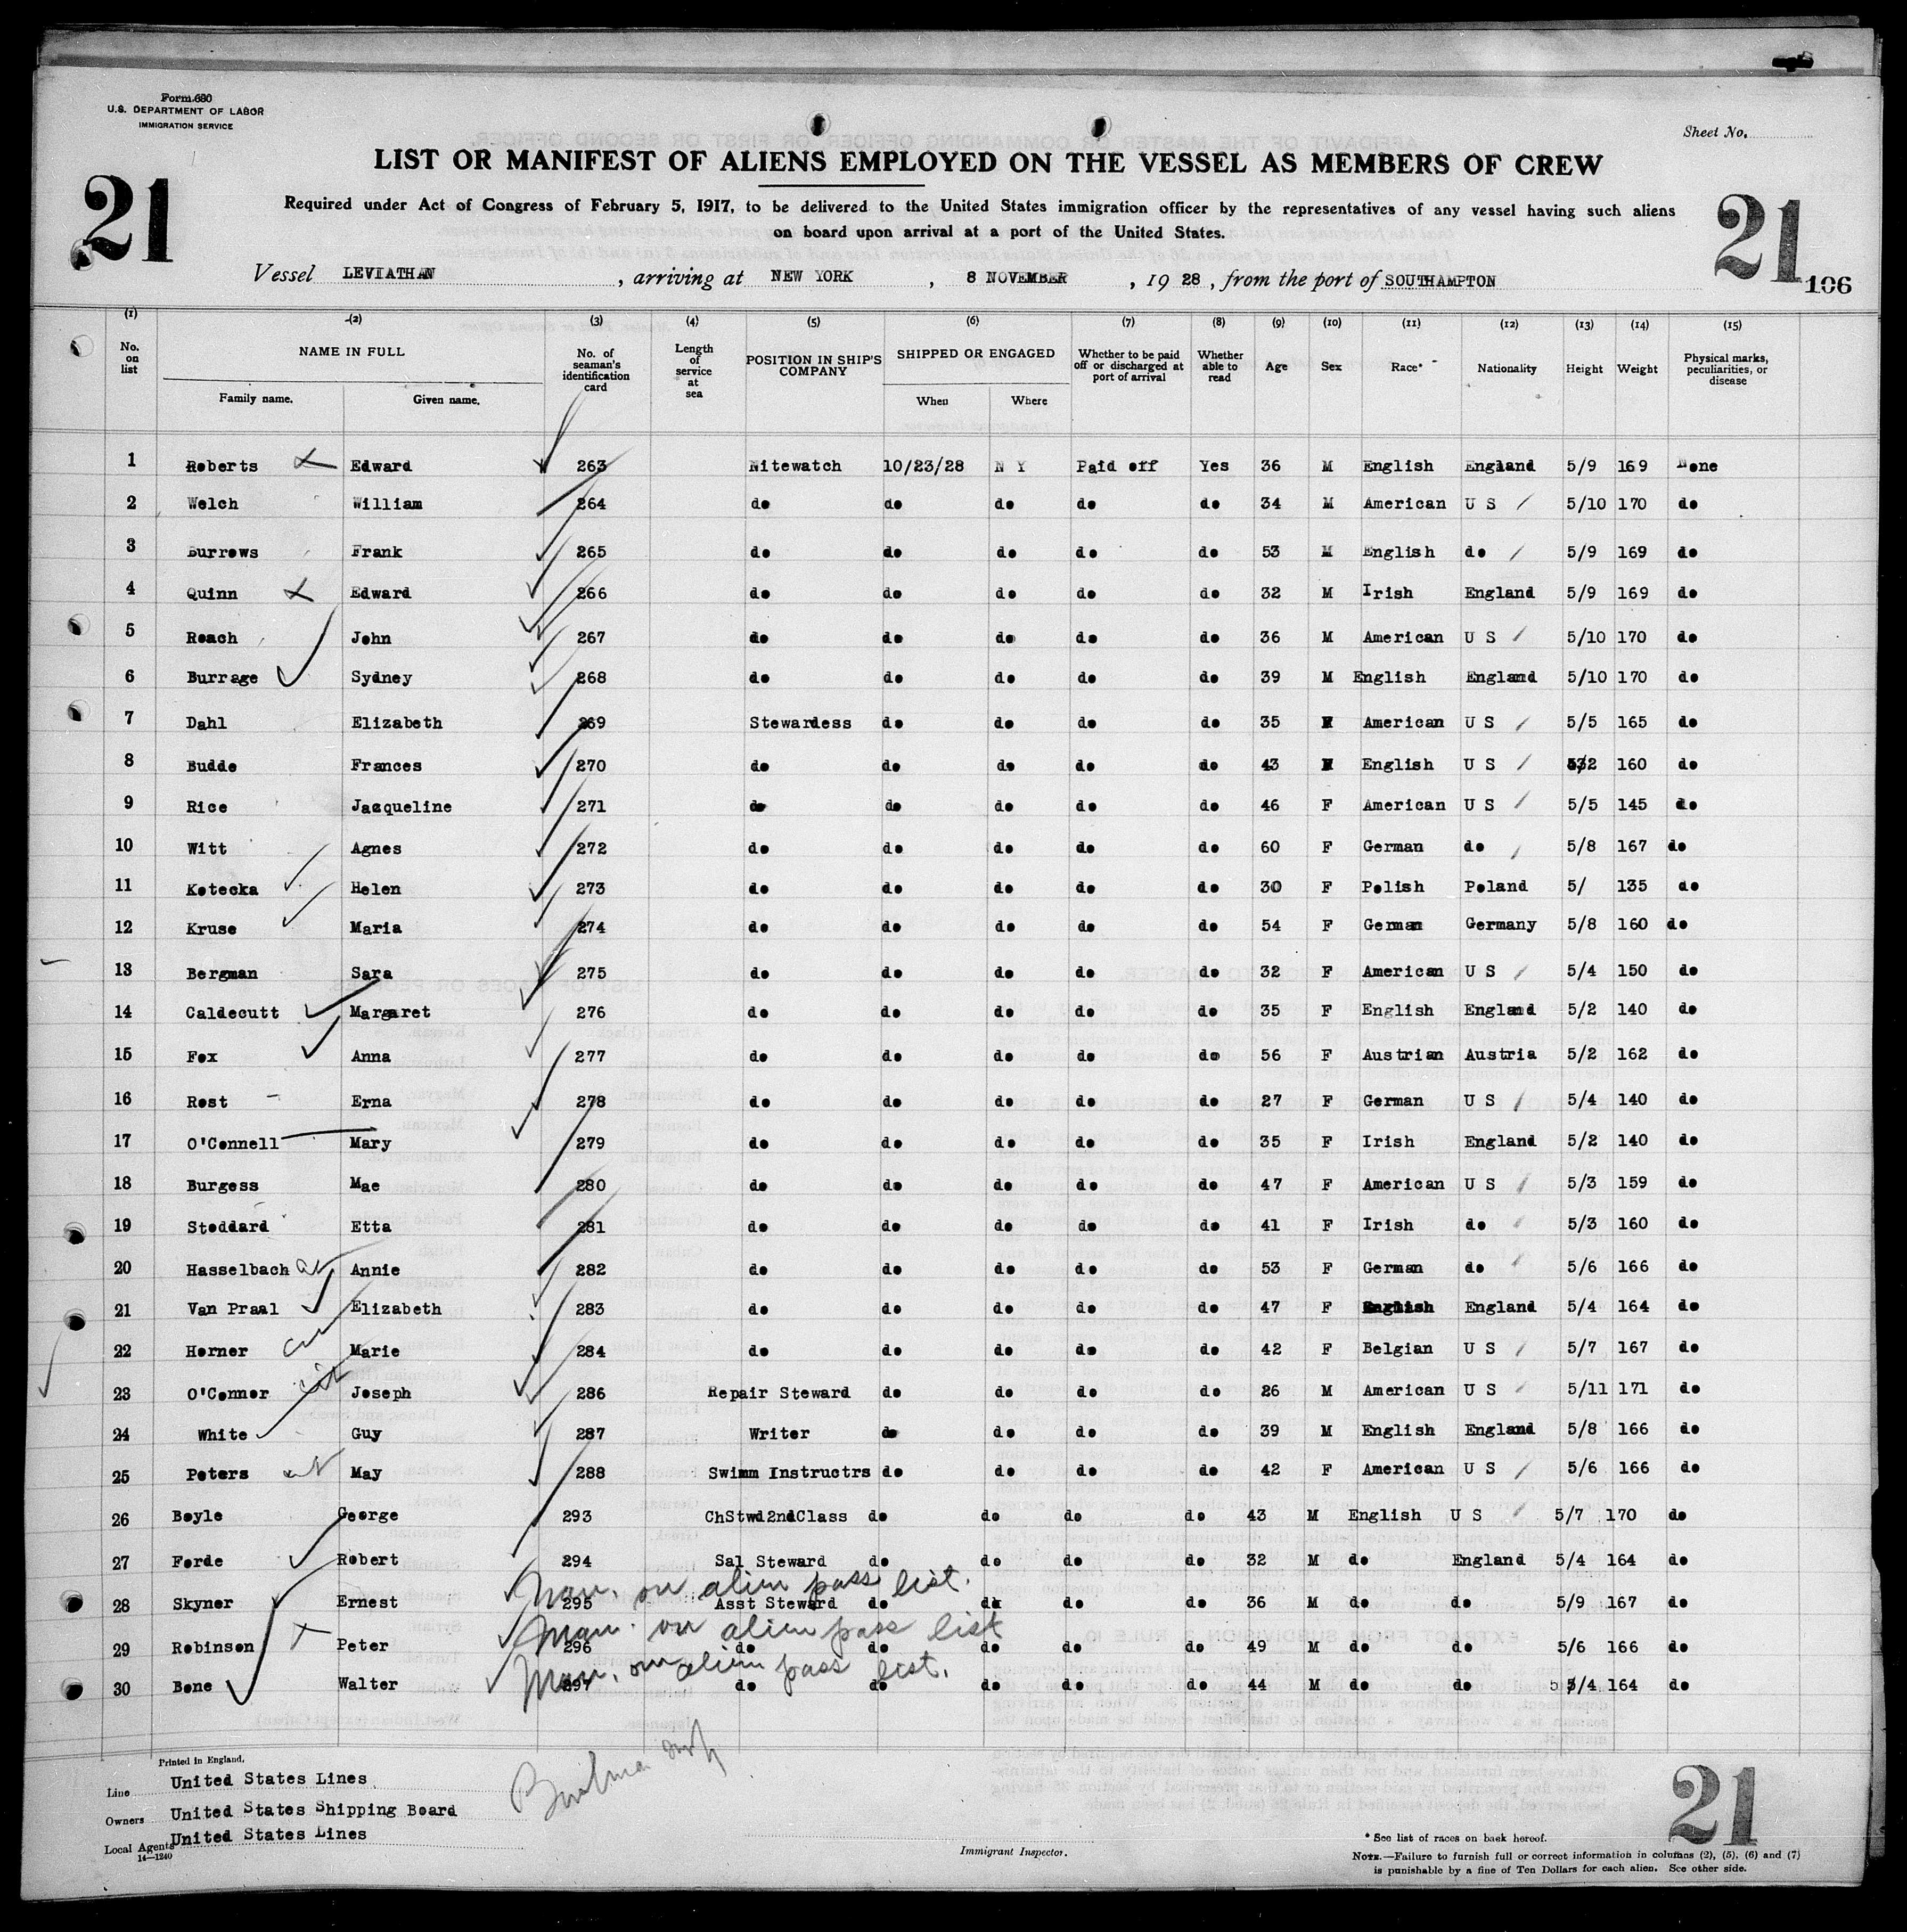 Form 680
U.S. DEPARTMENT OF LABOR
IMMIGRATION SERVICE
Sheet No.
LIST OR MANIFEST OF ALIENS EMPLOYED ON THE VESSEL AS MEMBERS OF CREW
21
21
Required under Act of Congress of February 5, 1917, to be delivered to the United States immigration officer by the representatives of any vessel having such aliens
on board upon arrival at a port of the United States.
Vessel LEVIATHAN, arriving at NEW YORK, 8 NOVEMBER, 1928, from the port of SOUTHAMPTON
106
(1) (2) (3) (4) (5) (6) (7) (8) (9) (10) (11) (12) (13) (14) (15)
No. on list NAME IN FULL Family name. Given name. No. of seaman's identification card Length of service at sea POSITION IN SHIP'S COMPANY SHIPPED OR ENGAGED When Where Whether to be paid off or discharged at port of arrival Whether able to read Age Sex Race* Nationality Height Weight Physical marks, peculiarities, or disease
1 Roberts Edward 263 Nitewatch 10/23/28 N Y Paid off Yes 36 M English England 5/9 169 None
2 Welch William 264 do do do do do 34 M American U S 5/10 170 do
3 Burrows Frank 265 do do do do do 53 M English do 5/9 169 do
4 Quinn Edward 266 do do do do do 32 M Irish England 5/9 169 do
5 Roach John 267 do do do do do 36 M American U S 5/10 170 do
6 Burrage Sydney 268 do do do do do 39 M English England 5/10 170 do
7 Dahl Elizabeth 269 Stewardess do do do do 35 American U S 5/5 165 do
8 Budde Frances 270 do do do do do 43 English U S 160 do
9 Rice Jacqueline 271 do do do do do 46 F American U S 5/5 145 do
10 Witt Agnes 272 do do do do do 60 F German do 5/8 167 do
11 Kotecka Helen 273 do do do do do 30 F Polish Poland 5/ 135 do
12 Kruse Maria 274 do do do do do 54 F German Germany 5/8 160 do
13 Bergman Sara 275 do do do do do 32 F American U S 5/4 150 do
14 Caldecutt Margaret 276 do do do do do 35 F English England 5/2 140 do
15 Fox Anna 277 do do do do do 56 F Austrian Austria 5/2 162 do
16 Rost Erna 278 do do do do do 27 F German U S 5/4 140 do
17 O'Connell Mary 279 do do do do do 35 F Irish England 5/2 140 do
18 Burgess Mae 280 do do do do do 47 F American U S 5/3 159 do
19 Stoddard Etta 281 do do do do do 41 F Irish do 5/3 160 do
20 Hasselbach Annie 282 do do do do do 53 F German do 5/6 166 do
21 Van Praal Elizabeth 283 do do do do do 47 F English England 5/4 164 do
22 Horner Marie 284 do do do do do 42 F Belgian U S 5/7 167 do
23 O'Connor Joseph 286 Repair Steward do do do do 26 M American U S 5/11 171 do
24 White Guy 287 Writer do do do do 39 M English England 5/8 166 do
25 Peters May 288 Swimm Instructrs do do do do 42 F American U S 5/6 166 do
26 Boyle George 293 ChStwd2ndClass do do do do 43 M English U S 5/7 170 do
27 Forde Robert 294 Sal Steward do do do do 32 M do England 5/4 164 do
Man. on alien pass list.
28 Skyner Ernest 295 Asst Steward do do do do 36 M do do 5/9 167 do
Man. on alien pass list
29 Robinson Peter 296 do do do do do 49 M do do 5/6 166 do
Man. on alien pass list.
30 Bone Walter 297 do do do do do 44 M do do 5/4 164 do
Printed in England.
Line United States Lines
Owners United States Shipping Board
Local Agents United States Lines
14—1240
Immigrant Inspector.
21
* See list of races on back hereof.
NOTE.—Failure to furnish full or correct information in columns (2), (5), (6) and (7)
is punishable by a fine of Ten Dollars for each alien. See other side.